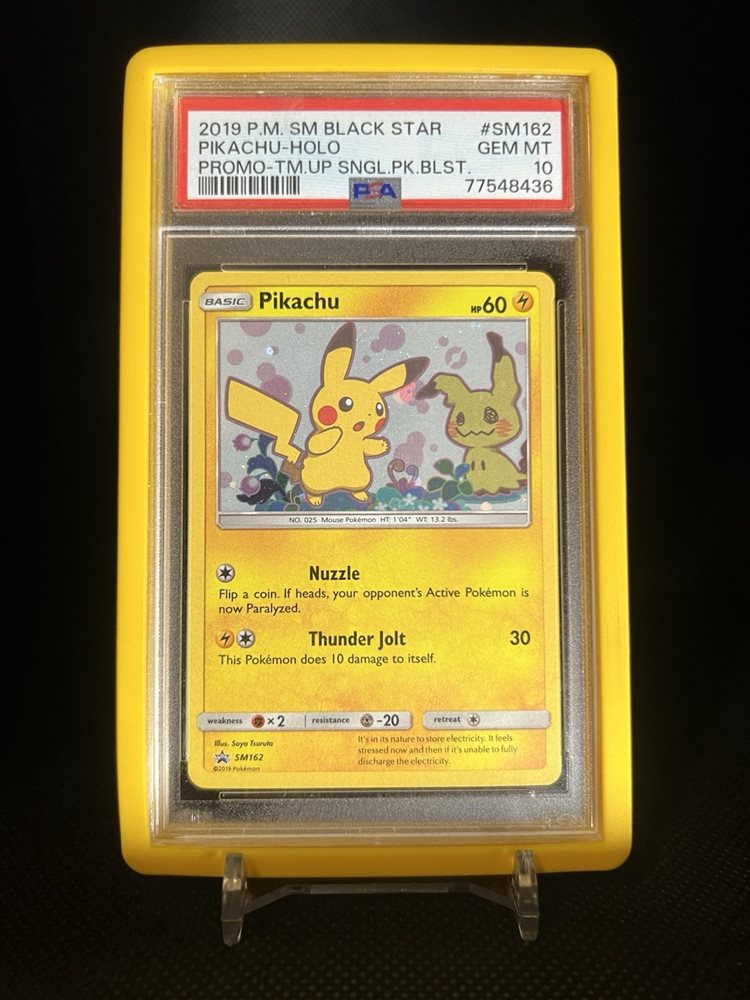 2019 P.M. SM BLACK STAR #SM162
PIKACHU-HOLO GEM MT
PROMO-TM.UP SNGL.PK.BLST. 10
PSA 77548436
BASIC Pikachu HP60
NO. 025 Mouse Pokémon HT: 1'04" WT: 13.2 lbs.
Nuzzle
Flip a coin. If heads, your opponent's Active Pokémon is
now Paralyzed.
Thunder Jolt 30
This Pokémon does 10 damage to itself.
weakness ×2 resistance -20 retreat
Illus. Saya Tsuruta
SM162
©2019 Pokémon
It's in its nature to store electricity. It feels
stressed now and then if it's unable to fully
discharge the electricity.